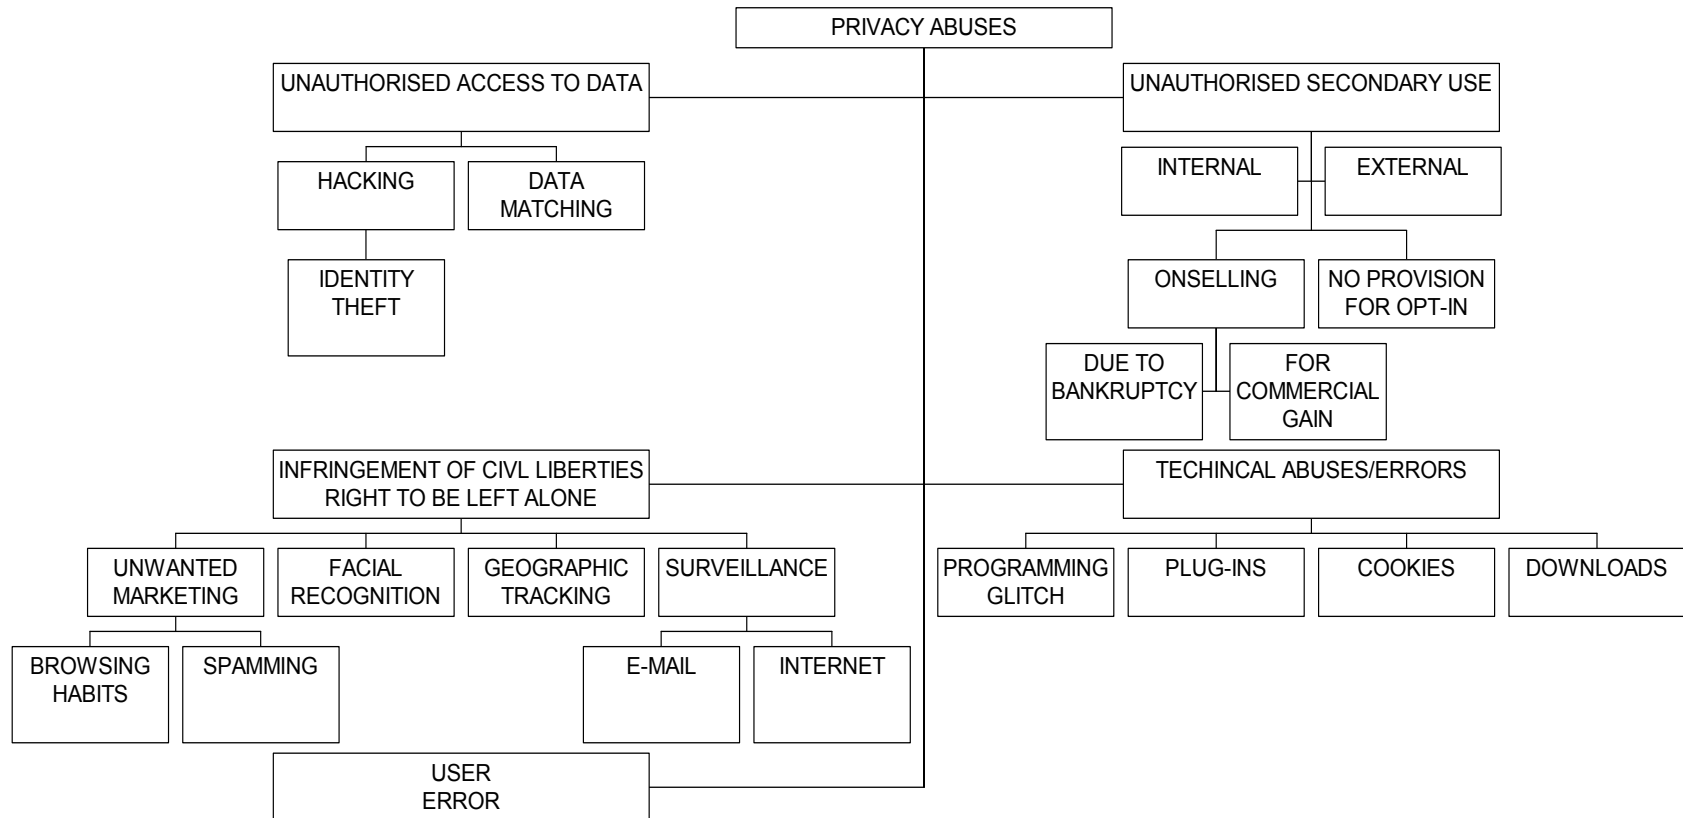 PRIVACY ABUSES
UNAUTHORISED ACCESS TO DATA
UNAUTHORISED SECONDARY USE
HACKING
DATA
MATCHING
INTERNAL
EXTERNAL
IDENTITY
THEFT
ONSELLING
NO PROVISION
FOR OPT-IN
DUE TO
BANKRUPTCY
FOR
COMMERCIAL
GAIN
INFRINGEMENT OF CIVL LIBERTIES
RIGHT TO BE LEFT ALONE
TECHINCAL ABUSES/ERRORS
UNWANTED
MARKETING
FACIAL
RECOGNITION
GEOGRAPHIC
TRACKING
SURVEILLANCE
PROGRAMMING
GLITCH
PLUG-INS
COOKIES
DOWNLOADS
BROWSING
HABITS
SPAMMING
E-MAIL
INTERNET
USER
ERROR